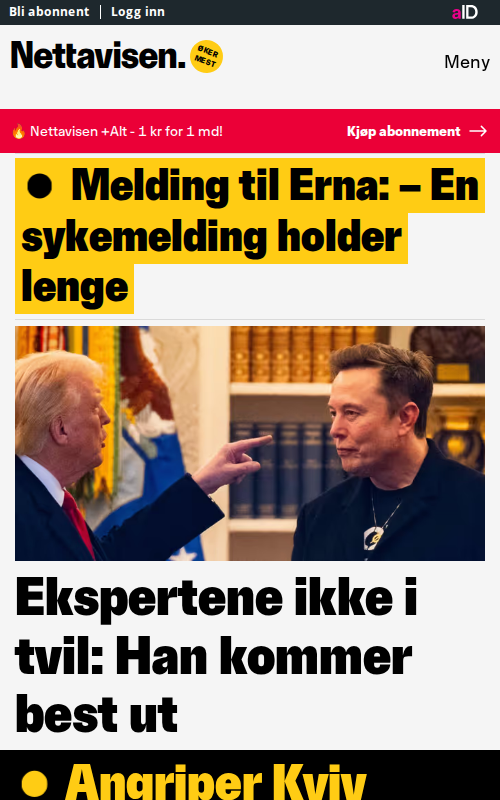 Bli abonnent | Logg inn
aID
Nettavisen.
ØKER
MEST
Meny
Nettavisen +Alt - 1 kr for 1 md!
Kjøp abonnement →
● Melding til Erna: – En
sykemelding holder
lenge
Ekspertene ikke i
tvil: Han kommer
best ut
● Angriper Kyiv